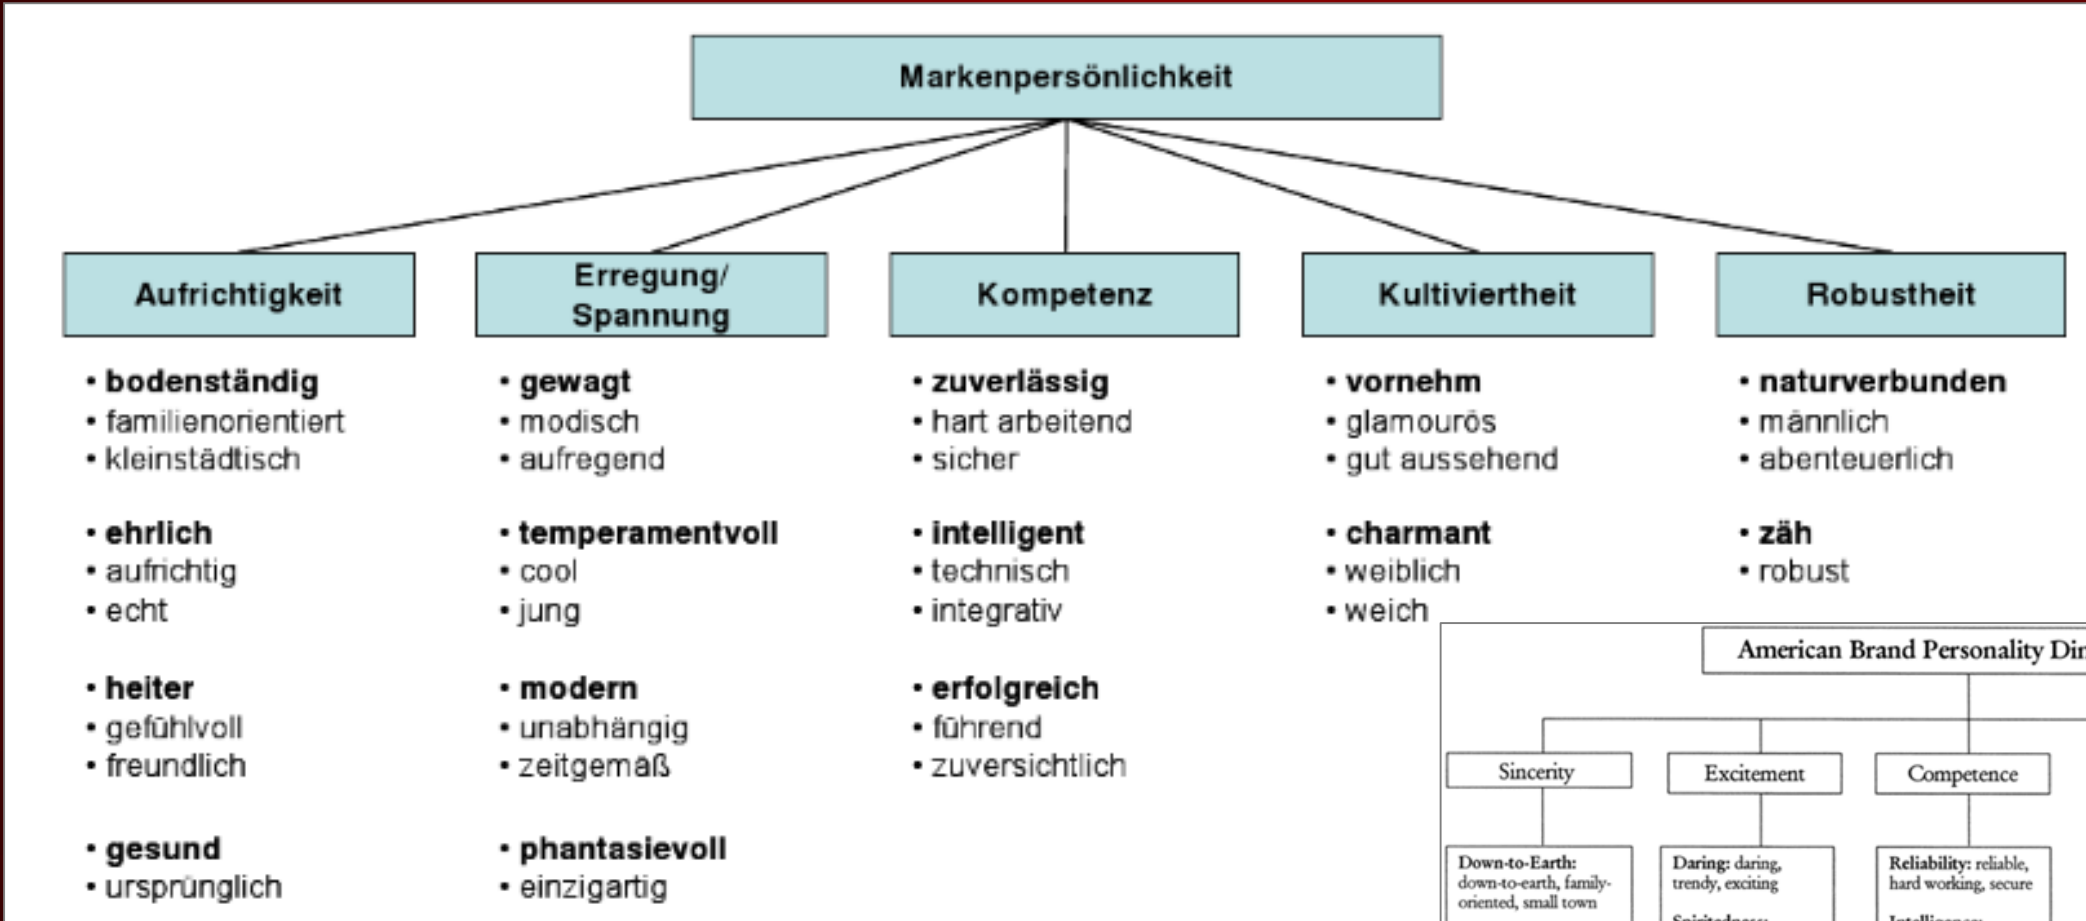 Markenpersönlichkeit
Aufrichtigkeit
• bodenständig
• familienorientiert
• kleinstädtisch
• ehrlich
• aufrichtig
• echt
• heiter
• gefühlvoll
• freundlich
• gesund
• ursprünglich
Erregung/
Spannung
• gewagt
• modisch
• aufregend
• temperamentvoll
• cool
• jung
• modern
• unabhängig
• zeitgemäß
• phantasievoll
• einzigartig
Kompetenz
• zuverlässig
• hart arbeitend
• sicher
• intelligent
• technisch
• integrativ
• erfolgreich
• führend
• zuversichtlich
Kultiviertheit
• vornehm
• glamourös
• gut aussehend
• charmant
• weiblich
• weich
Robustheit
• naturverbunden
• männlich
• abenteuerlich
• zäh
• robust
American Brand Personality
Sincerity
Down-to-Earth:
down-to-earth, family-
oriented, small town
Excitement
Daring: daring,
trendy, exciting
Competence
Reliability: reliable,
hard working, secure